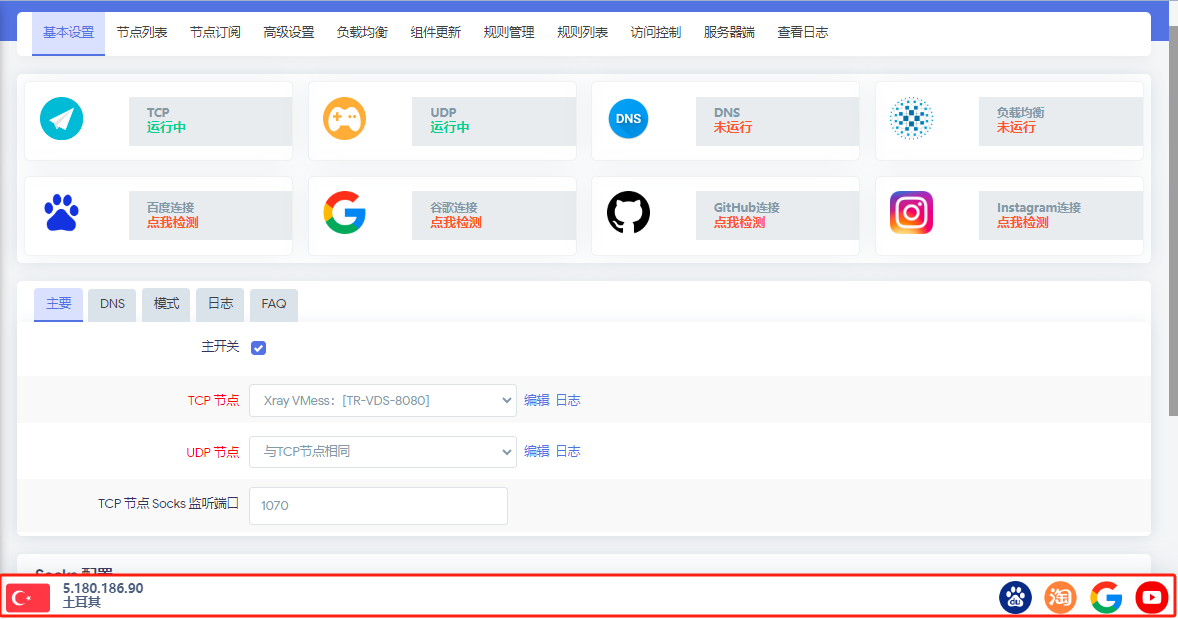 基本设置 节点列表 节点订阅 高级设置 负载均衡 组件更新 规则管理 规则列表 访问控制 服务器端 查看日志
TCP
运行中
UDP
运行中
DNS
DNS
未运行
负载均衡
未运行
百度连接
点我检测
谷歌连接
点我检测
GitHub连接
点我检测
Instagram连接
点我检测
主要 DNS 模式 日志 FAQ
主开关
TCP 节点 Xray VMess：[TR-VDS-8080] 编辑 日志
UDP 节点 与TCP节点相同 编辑 日志
TCP 节点 Socks 监听端口 1070
Socks 配置
5.180.186.90
土耳其
du 淘